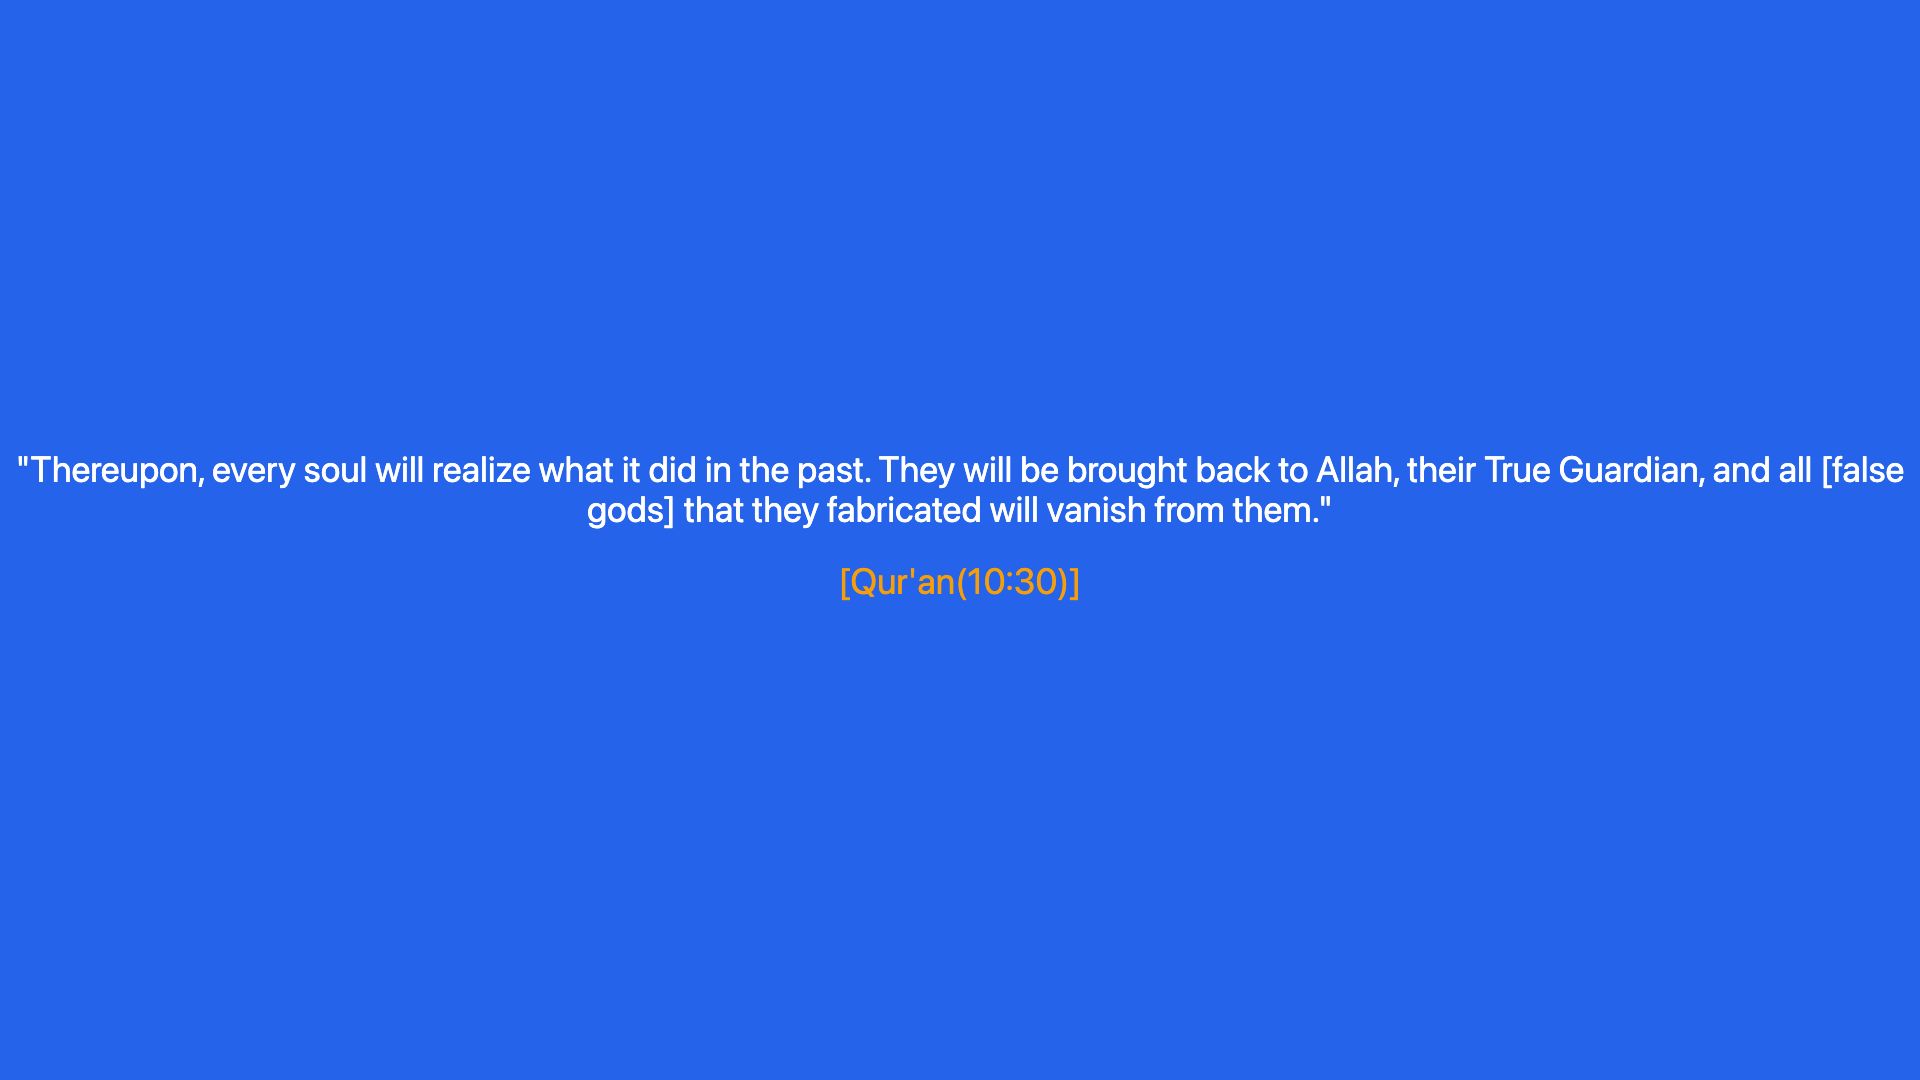 "Thereupon, every soul will realize what it did in the past. They will be brought back to Allah, their True Guardian, and all [false
gods] that they fabricated will vanish from them."
[Qur'an(10:30)]